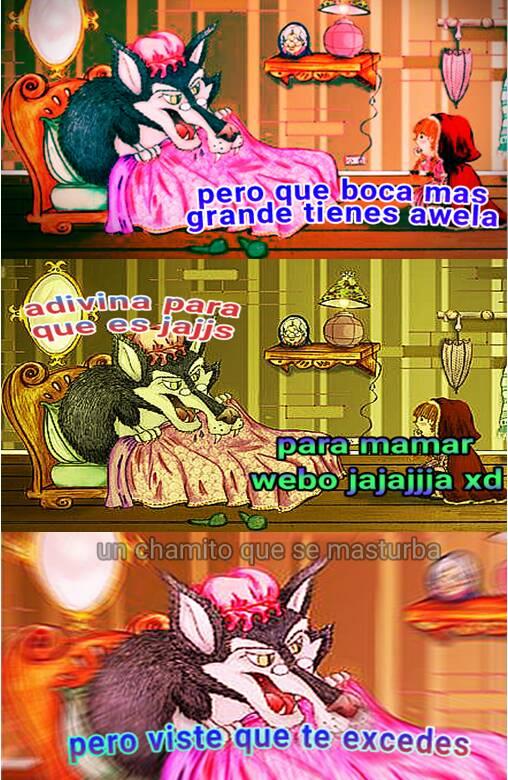 pero que boca mas
grande tienes awela
adivina para
que es jajjs
para mamar
webo jajajjja xd
un chamito que se masturba
pero viste que te excedes